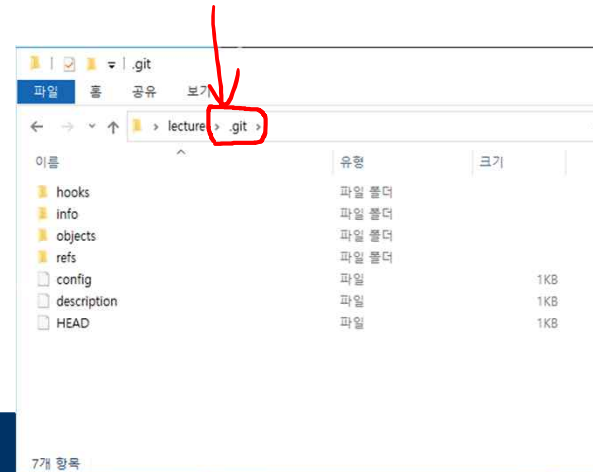 .git
파일 홈 공유 보기
lecture .git
이름 유형 크기
hooks 파일 폴더
info 파일 폴더
objects 파일 폴더
refs 파일 폴더
config 파일 1KB
description 파일 1KB
HEAD 파일 1KB
7개 항목